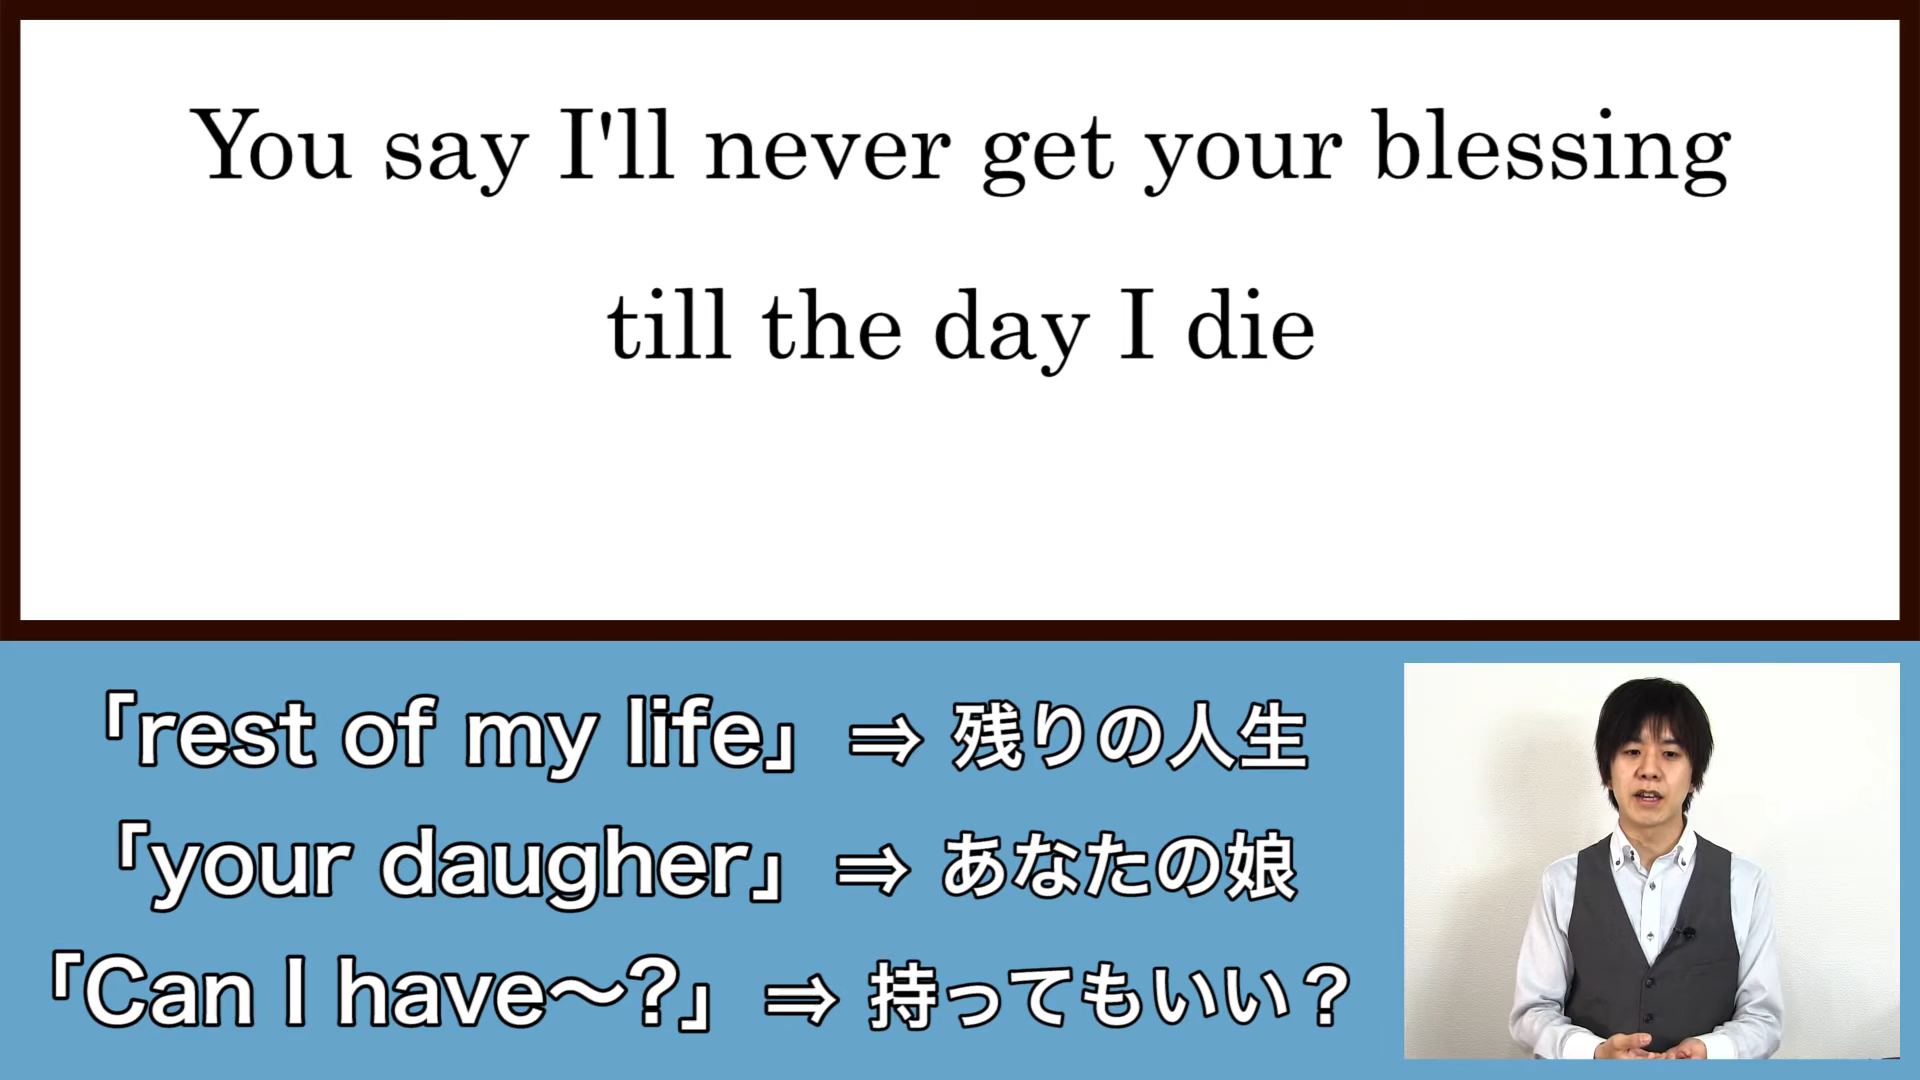 You say I'll never get your blessing
till the day I die
「rest of my life」⇒ 残りの人生
「your daugher」⇒ あなたの娘
「Can I have～?」⇒ 持ってもいい？